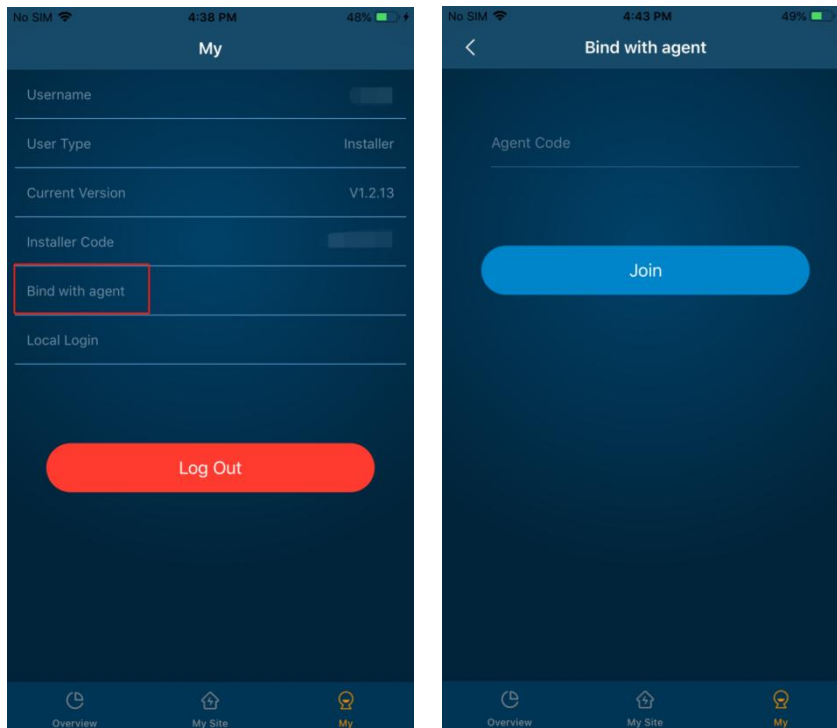 No SIM 4:38 PM 48%
My
Username
User Type Installer
Current Version V1.2.13
Installer Code
Bind with agent
Local Login
Log Out
Overview My Site My
No SIM 4:43 PM 49%
Bind with agent
Agent Code
Join
Overview My Site My